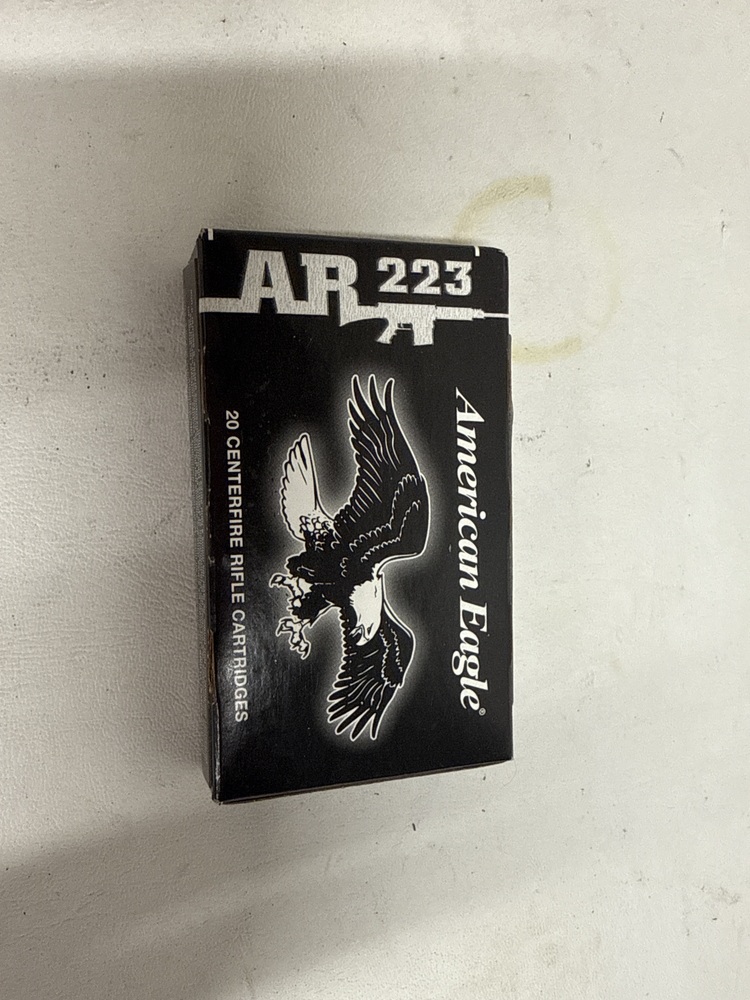 AR 223
American Eagle®
20 CENTERFIRE RIFLE CARTRIDGES